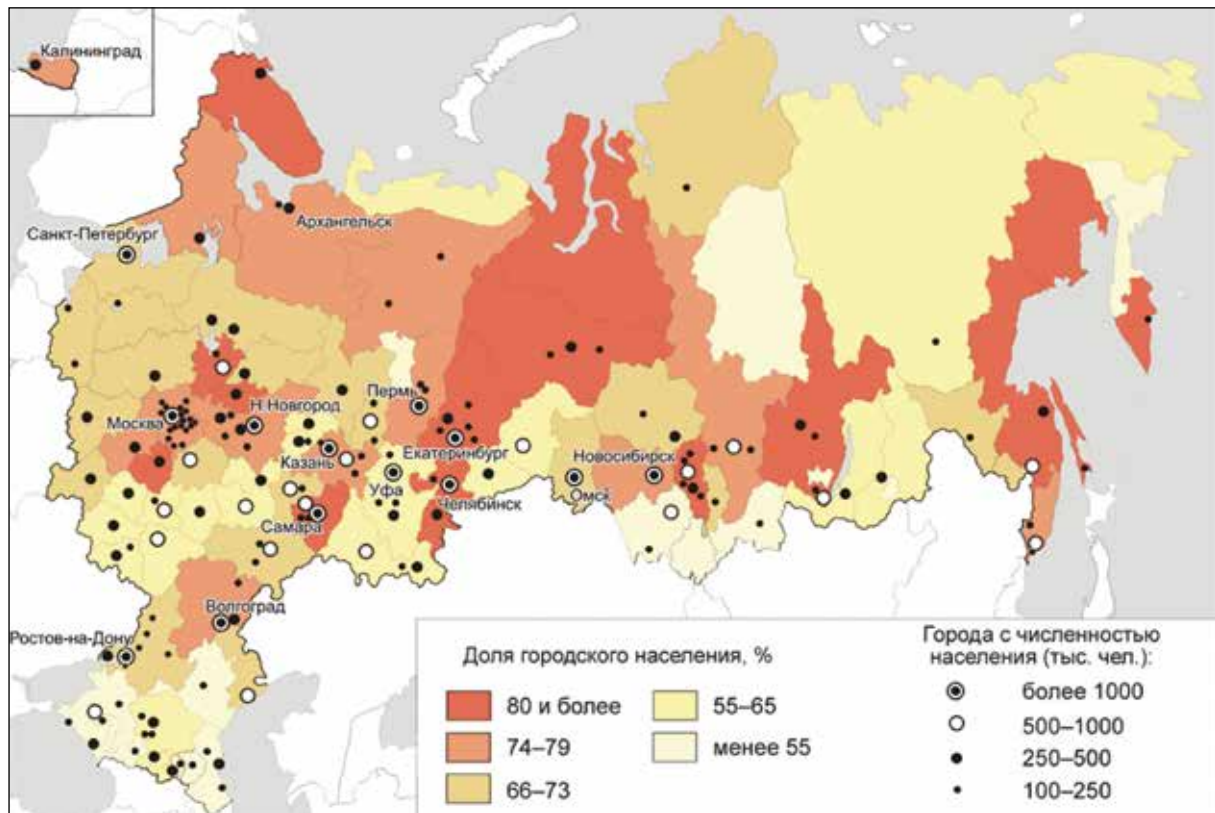 Калининград
Архангельск
Санкт-Петербург
Пермь
Н.Новгород
Москва
Екатеринбург
Казань
Новосибирск
Уфа
Омск
Челябинск
Самара
Волгоград
Ростов-на-Дону
Доля городского населения, %
80 и более
74–79
66–73
55–65
менее 55
Города с численностью
населения (тыс. чел.):
более 1000
500–1000
250–500
100–250